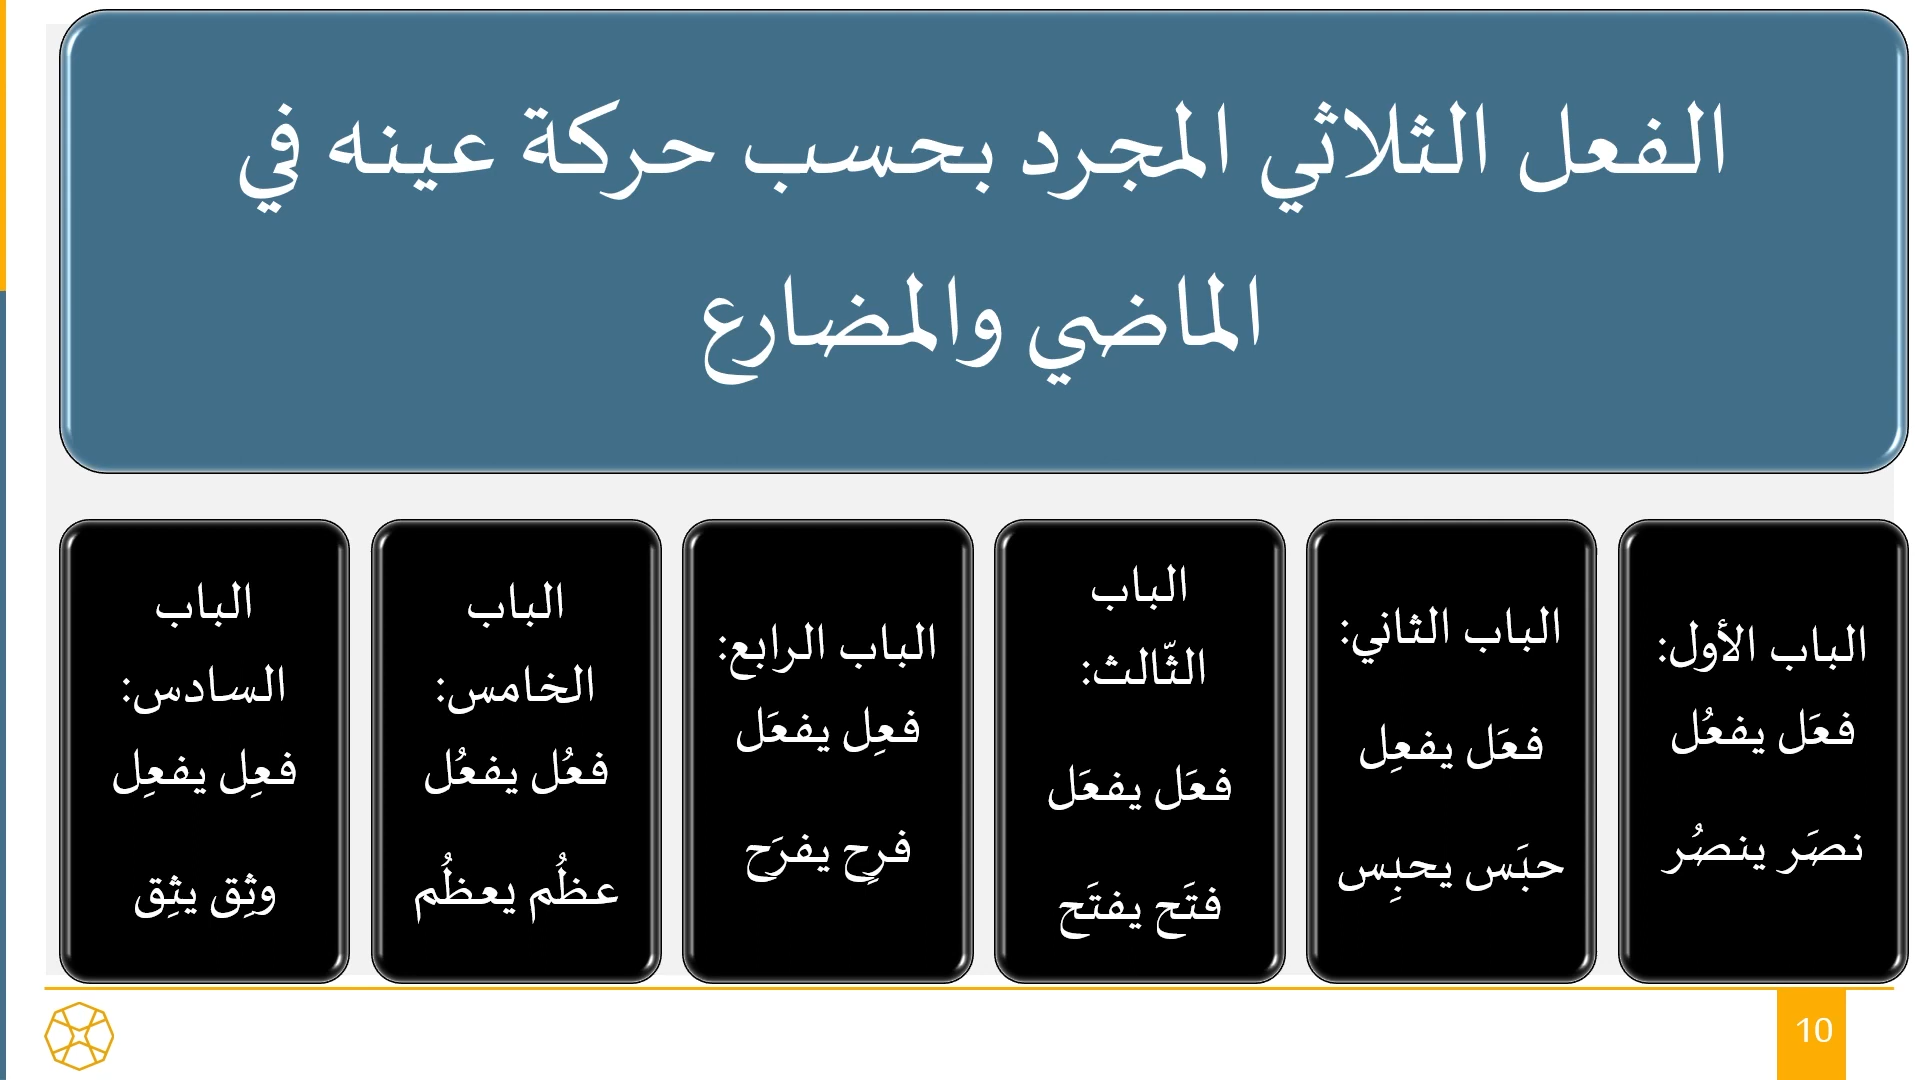 الفعل الثلاثي المجرد بحسب حركة عينه في
الماضي والمضارع
الباب الأول:
فعَل يفعُل
نصَر ينصُر
الباب الثاني:
فعَل يفعِل
حبَس يحبِس
الباب
الثّالث:
فعَل يفعَل
فتَح يفتَح
الباب الرابع:
فعِل يفعَل
فرِح يفرَح
الباب
الخامس:
فعُل يفعُل
عظُم يعظُم
الباب
السادس:
فعِل يفعِل
وثِق يثِق
10